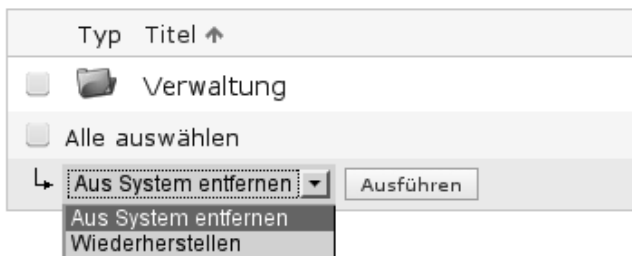 Typ Titel
Verwaltung
Alle auswählen
Aus System entfernen Ausführen
Aus System entfernen
Wiederherstellen